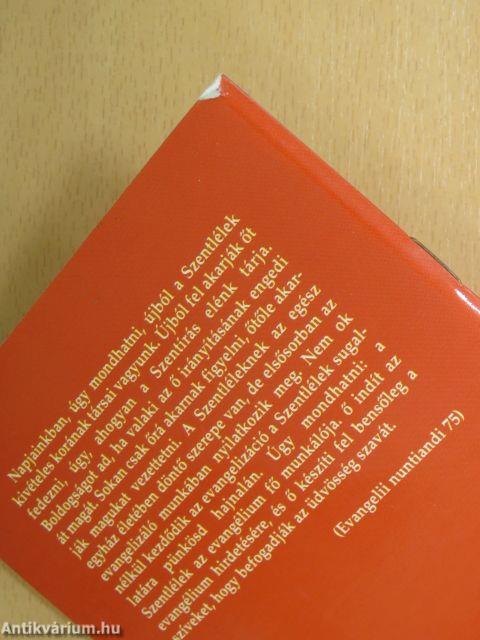 Napjainkban, úgy mondhatni, újból a Szentlélek
kivételes korának társai vagyunk. Újból fel akarják őt
fedezni, úgy, ahogyan a Szentírás elénk tárja.
Boldogságot ad, ha valaki az ő irányításának engedi
át magát. Sokan csak őrá akarnak figyelni, őtőle akar-
ják magukat vezettetni. A Szentléleknek az egész
egyház életében döntő szerepe van, de elsősorban az
evangelizáló munkában nyilatkozik meg. Nem ok
nélkül kezdődik az evangelizáció a Szentlélek sugal-
latára pünkösd hajnalán. Úgy mondhatni: a
Szentlélek az evangélium fő munkálója, ő indít az
evangélium hirdetésére, és ő készíti fel bensőleg a
szíveket, hogy befogadják az üdvösség szavát.
(Evangelii nuntiandi 75)
Antikvárium.hu